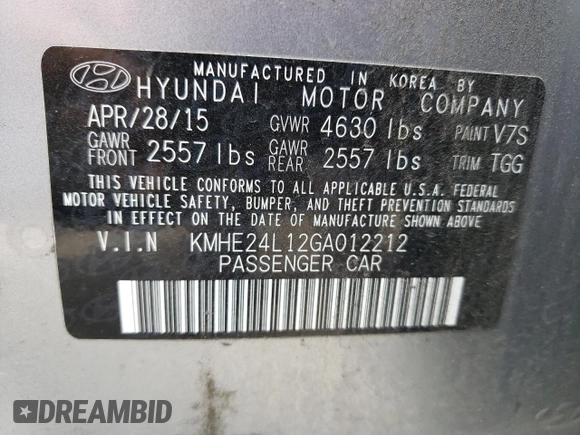 MANUFACTURED IN KOREA BY
HYUNDAI MOTOR COMPANY
APR/28/15 GVWR 4630 lbs PAINT V7S
GAWR FRONT 2557 lbs GAWR REAR 2557 lbs TRIM TGG
THIS VEHICLE CONFORMS TO ALL APPLICABLE U.S.A. FEDERAL
MOTOR VEHICLE SAFETY, BUMPER, AND THEFT PREVENTION STANDARDS
IN EFFECT ON THE DATE OF MANUFACTURE SHOWN ABOVE
V.I.N KMHE24L12GA012212
PASSENGER CAR
DREAMBID